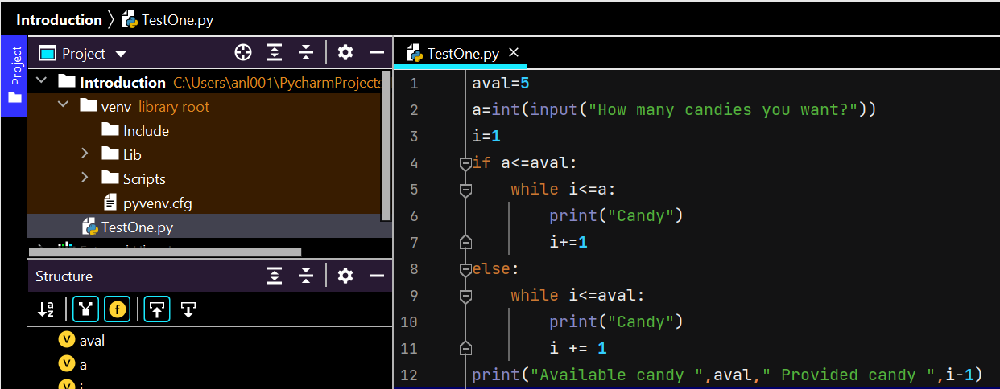 Introduction 〉 TestOne.py
Project
Project
Introduction C:\Users\anl001\PycharmProjects
venv library root
Include
Lib
Scripts
pyvenv.cfg
TestOne.py
Structure
f
V aval
V a
V i
TestOne.py ×
1 aval=5
2 a=int(input("How many candies you want?"))
3 i=1
4 if a<=aval:
5     while i<=a:
6         print("Candy")
7         i+=1
8 else:
9     while i<=aval:
10         print("Candy")
11         i += 1
12 print("Available candy ",aval," Provided candy ",i-1)